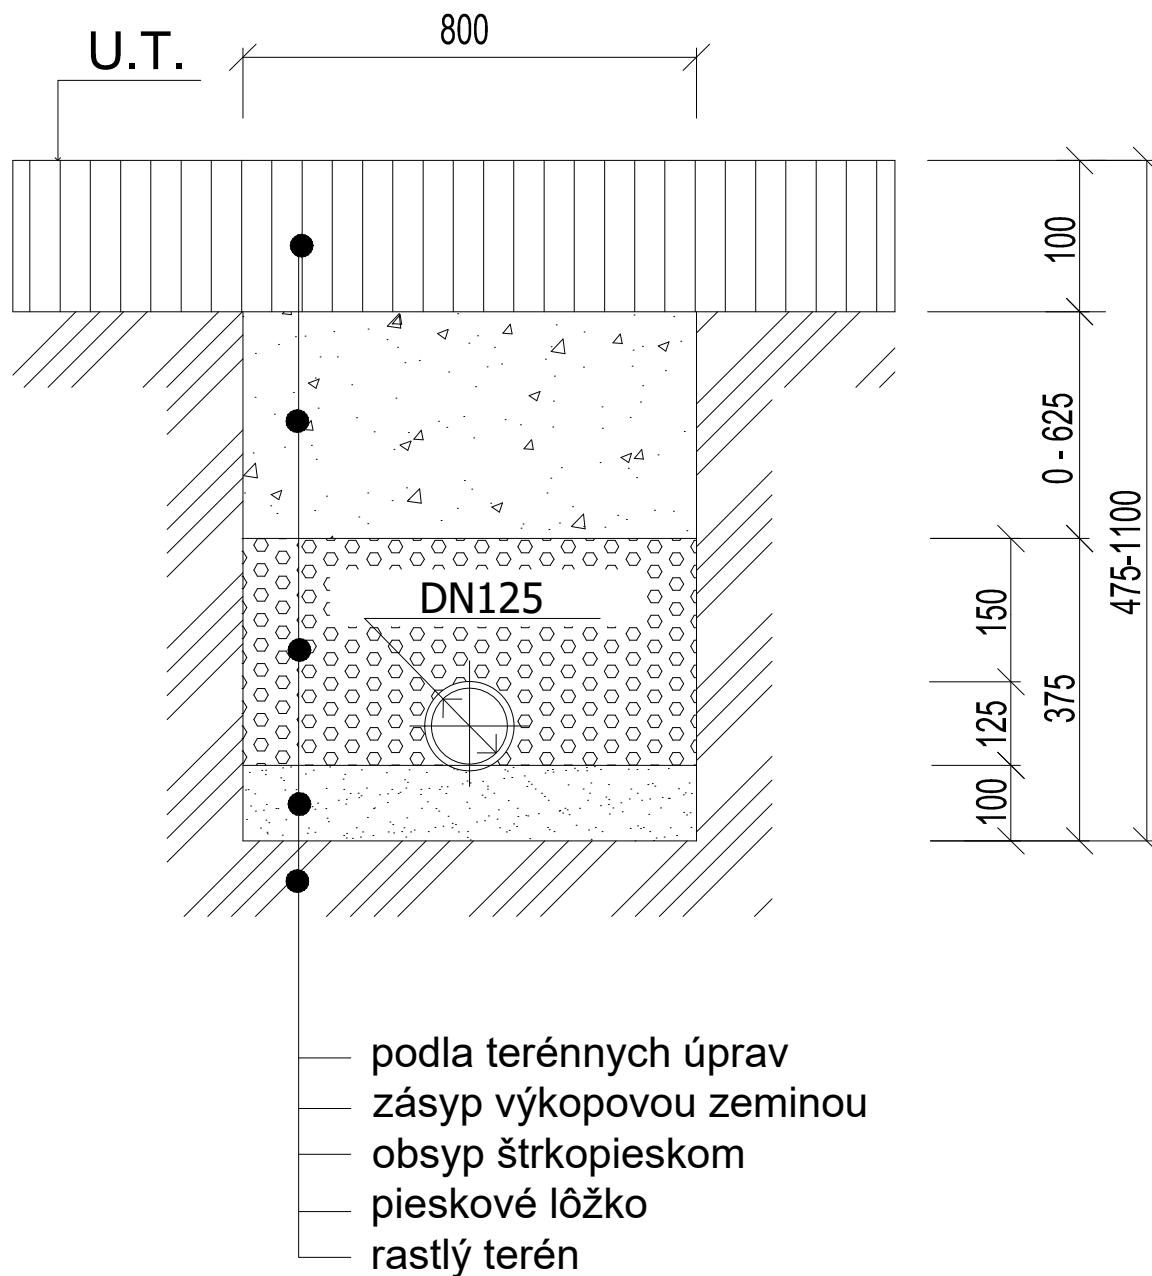 800
U.T.
100
0 - 625
475-1100
DN125
150
375
125
100
podla terénnych úprav
zásyp výkopovou zeminou
obsyp štrkopieskom
pieskové lôžko
rastlý terén